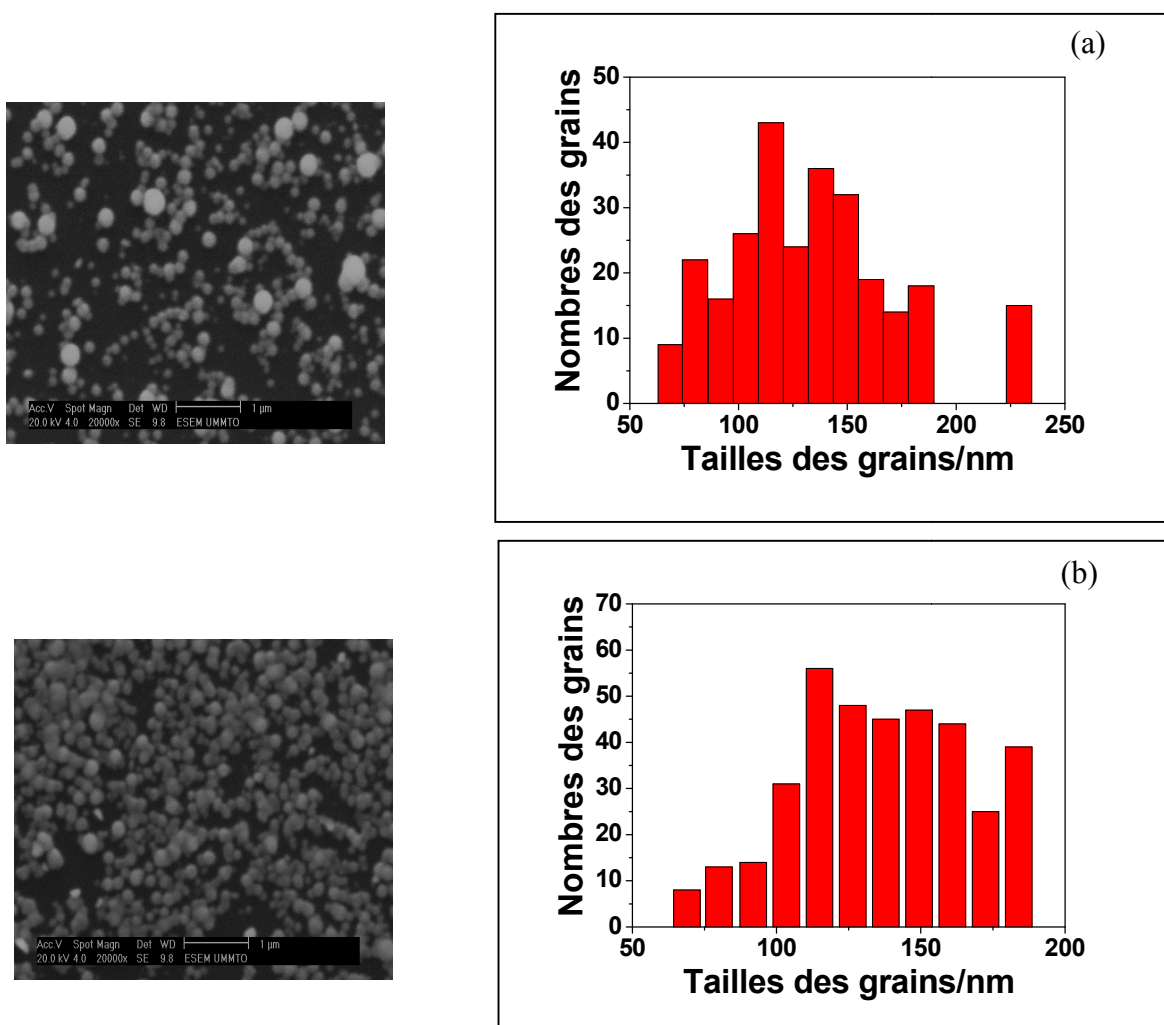 (a)
Nombres des grains
50
40
30
20
10
0
50 100 150 200 250
Tailles des grains/nm
Acc.V Spot Magn Det WD 1 µm
20.0 kV 4.0 20000x SE 9.8 ESEM UMMTO
(b)
Nombres des grains
70
60
50
40
30
20
10
0
50 100 150 200
Tailles des grains/nm
Acc.V Spot Magn Det WD 1 µm
20.0 kV 4.0 20000x SE 9.8 ESEM UMMTO